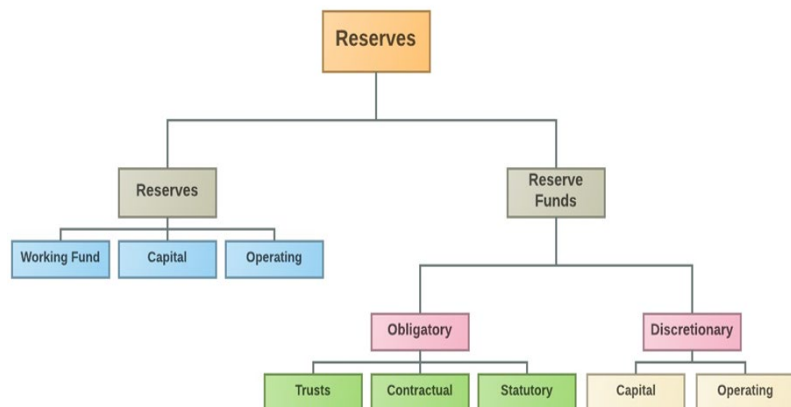 Reserves
Reserves
Reserve
Funds
Working Fund
Capital
Operating
Obligatory
Discretionary
Trusts
Contractual
Statutory
Capital
Operating